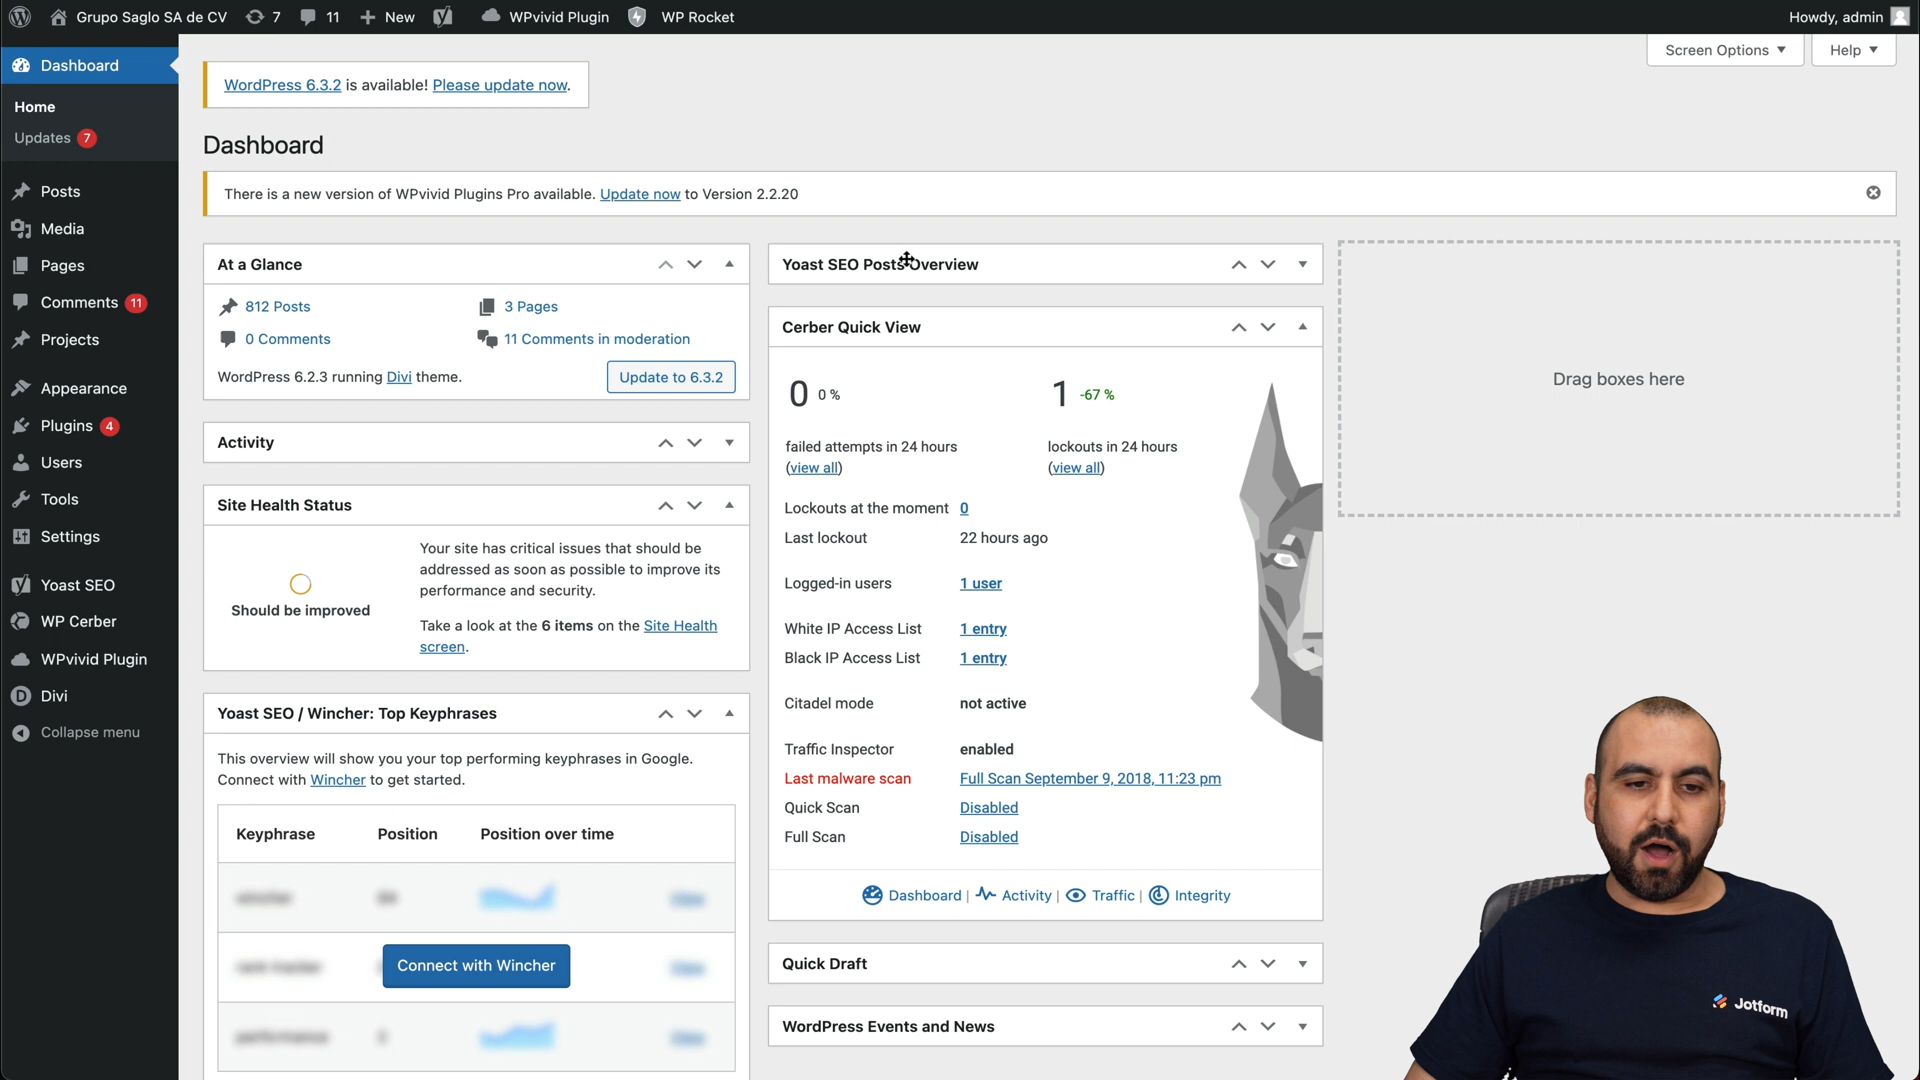 Grupo Saglo SA de CV 7 11 New WPvivid Plugin WP Rocket Howdy, admin
Screen Options Help
Dashboard
Home
Updates 7
Posts
Media
Pages
Comments 11
Projects
Appearance
Plugins 4
Users
Tools
Settings
Yoast SEO
WP Cerber
WPvivid Plugin
Divi
Collapse menu
WordPress 6.3.2 is available! Please update now.
Dashboard
There is a new version of WPvivid Plugins Pro available. Update now to Version 2.2.20
At a Glance
812 Posts 3 Pages
0 Comments 11 Comments in moderation
WordPress 6.2.3 running Divi theme. Update to 6.3.2
Activity
Site Health Status
Should be improved
Your site has critical issues that should be
addressed as soon as possible to improve its
performance and security.
Take a look at the 6 items on the Site Health
screen.
Yoast SEO / Wincher: Top Keyphrases
This overview will show you your top performing keyphrases in Google.
Connect with Wincher to get started.
Keyphrase Position Position over time
Connect with Wincher
Yoast SEO Posts Overview
Cerber Quick View
0 0 % 1 -67 %
failed attempts in 24 hours lockouts in 24 hours
(view all) (view all)
Lockouts at the moment 0
Last lockout 22 hours ago
Logged-in users 1 user
White IP Access List 1 entry
Black IP Access List 1 entry
Citadel mode not active
Traffic Inspector enabled
Last malware scan Full Scan September 9, 2018, 11:23 pm
Quick Scan Disabled
Full Scan Disabled
Dashboard | Activity | Traffic | Integrity
Quick Draft
WordPress Events and News
Drag boxes here
Jotform